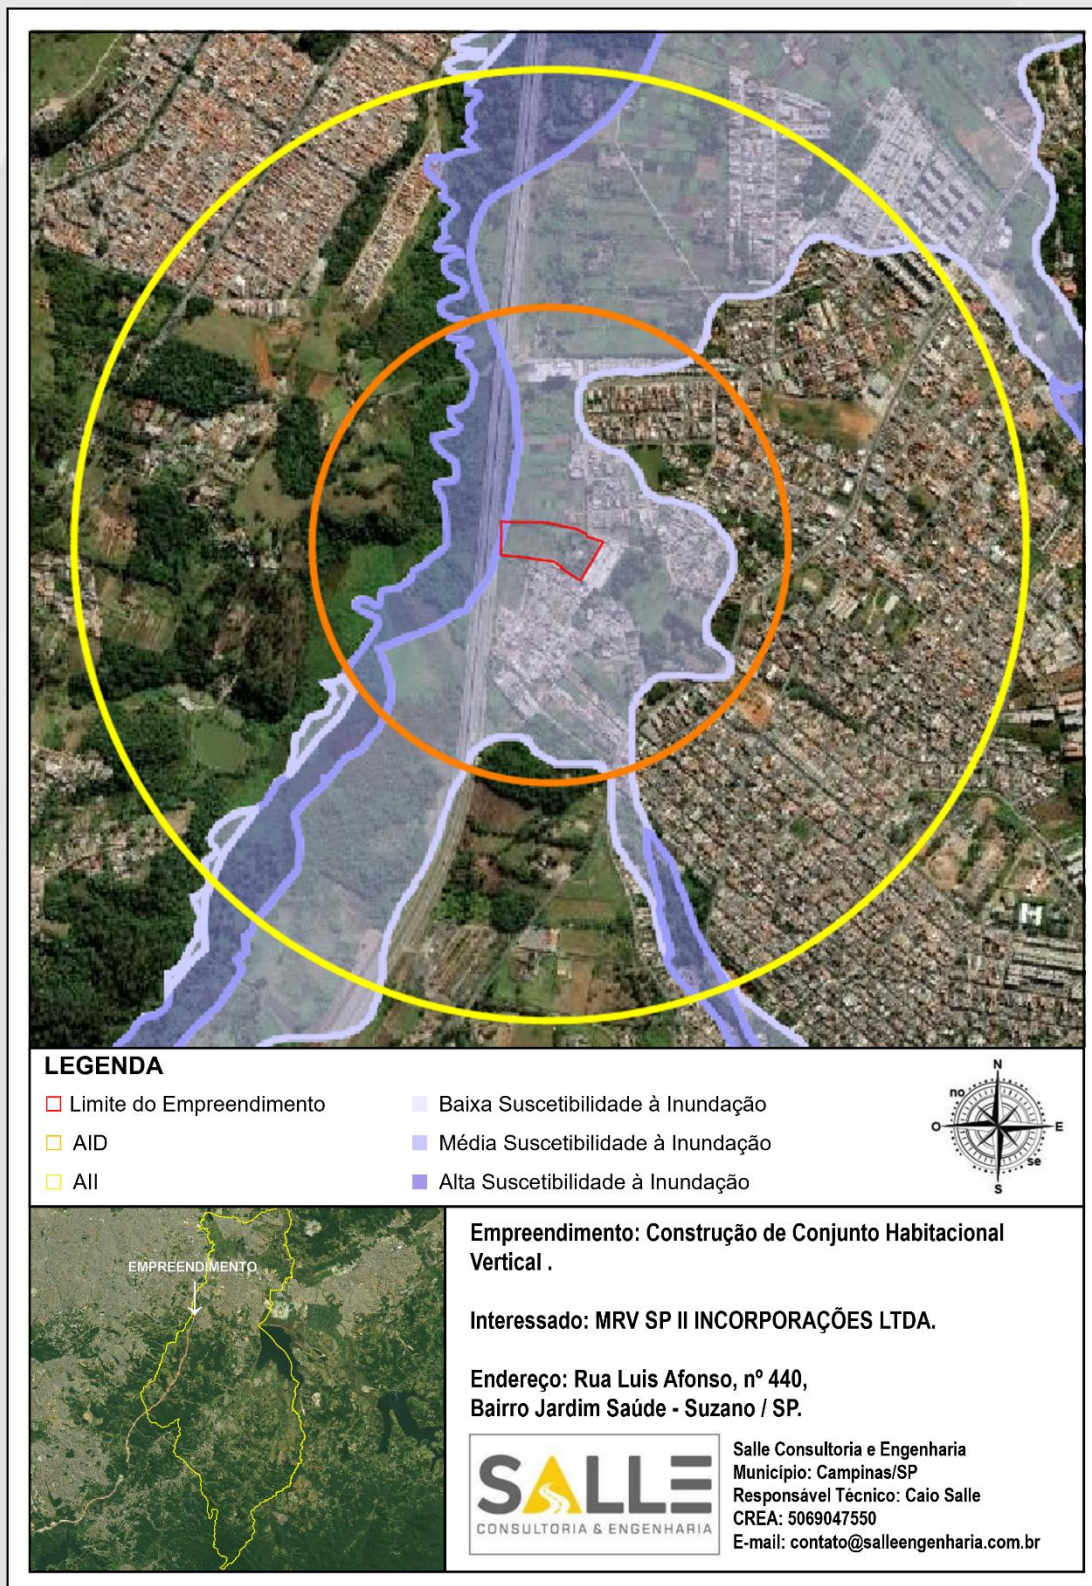 LEGENDA
Limite do Empreendimento
AID
AII
Baixa Suscetibilidade à Inundação
Média Suscetibilidade à Inundação
Alta Suscetibilidade à Inundação
N
no
O
E
se
S
EMPREENDIMENTO
Empreendimento: Construção de Conjunto Habitacional
Vertical .
Interessado: MRV SP II INCORPORAÇÕES LTDA.
Endereço: Rua Luis Afonso, nº 440,
Bairro Jardim Saúde - Suzano / SP.
SALLE
CONSULTORIA & ENGENHARIA
Salle Consultoria e Engenharia
Município: Campinas/SP
Responsável Técnico: Caio Salle
CREA: 5069047550
E-mail: contato@salleengenharia.com.br